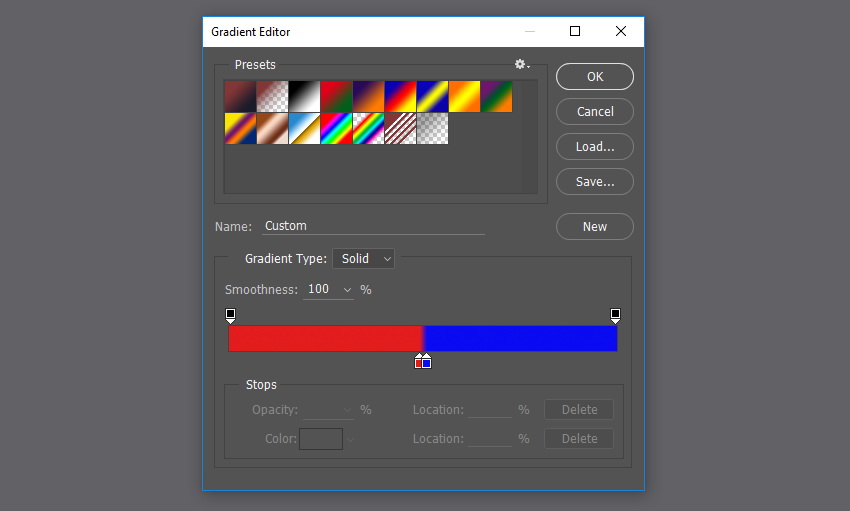 Gradient Editor
Presets
OK
Cancel
Load...
Save...
Name: Custom
New
Gradient Type: Solid
Smoothness: 100 %
Stops
Opacity: % Location: % Delete
Color: Location: % Delete